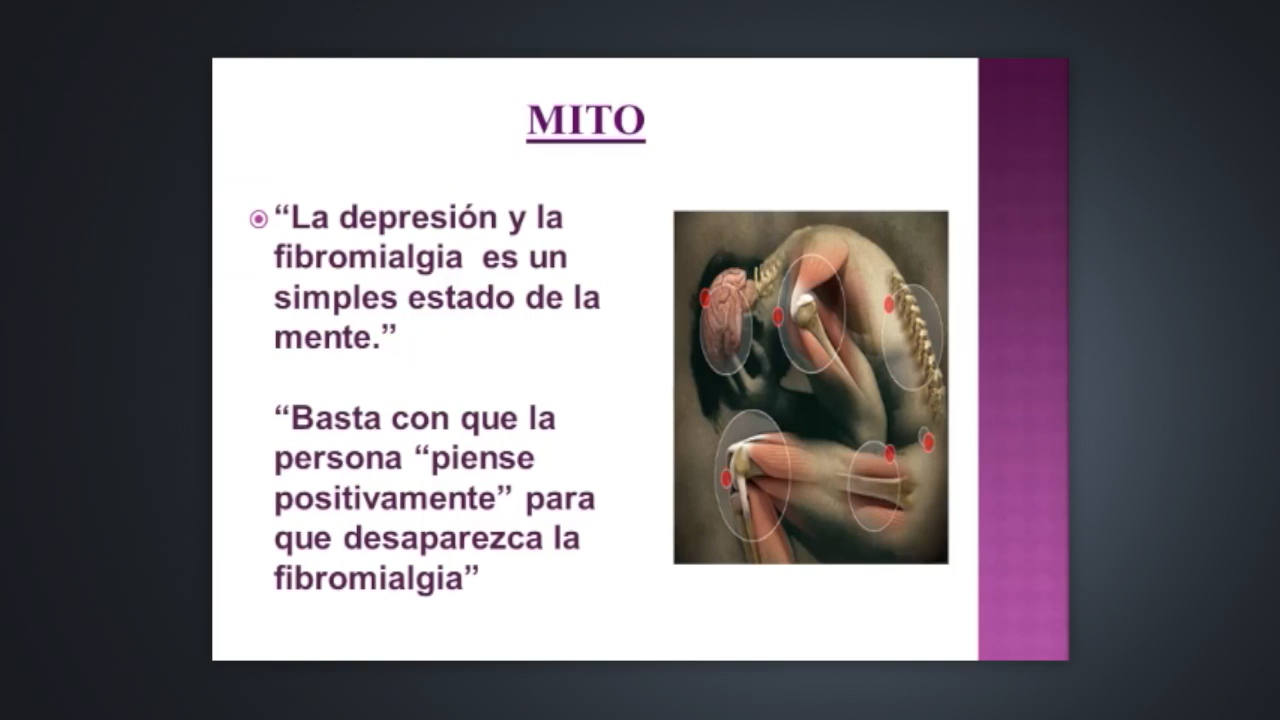 MITO
“La depresión y la
fibromialgia es un
simples estado de la
mente.”
“Basta con que la
persona “piense
positivamente” para
que desaparezca la
fibromialgia”